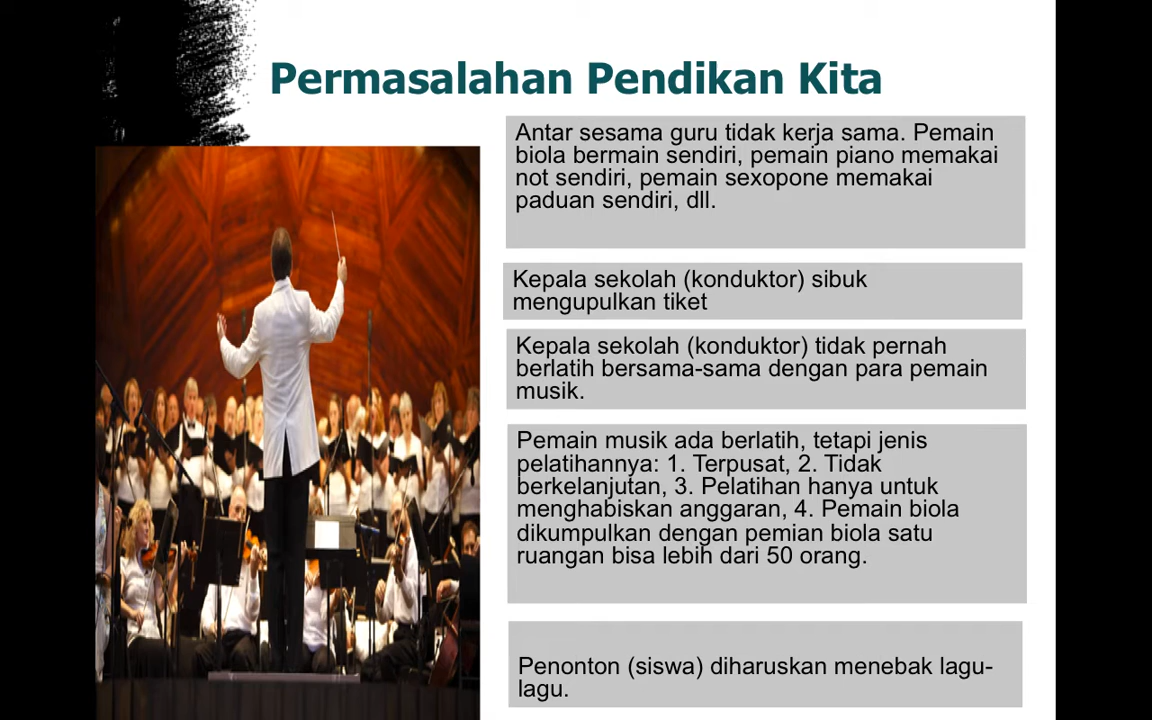 Permasalahan Pendikan Kita
Antar sesama guru tidak kerja sama. Pemain
biola bermain sendiri, pemain piano memakai
not sendiri, pemain sexopone memakai
paduan sendiri, dll.
Kepala sekolah (konduktor) sibuk
mengupulkan tiket
Kepala sekolah (konduktor) tidak pernah
berlatih bersama-sama dengan para pemain
musik.
Pemain musik ada berlatih, tetapi jenis
pelatihannya: 1. Terpusat, 2. Tidak
berkelanjutan, 3. Pelatihan hanya untuk
menghabiskan anggaran, 4. Pemain biola
dikumpulkan dengan pemian biola satu
ruangan bisa lebih dari 50 orang.
Penonton (siswa) diharuskan menebak lagu-
lagu.